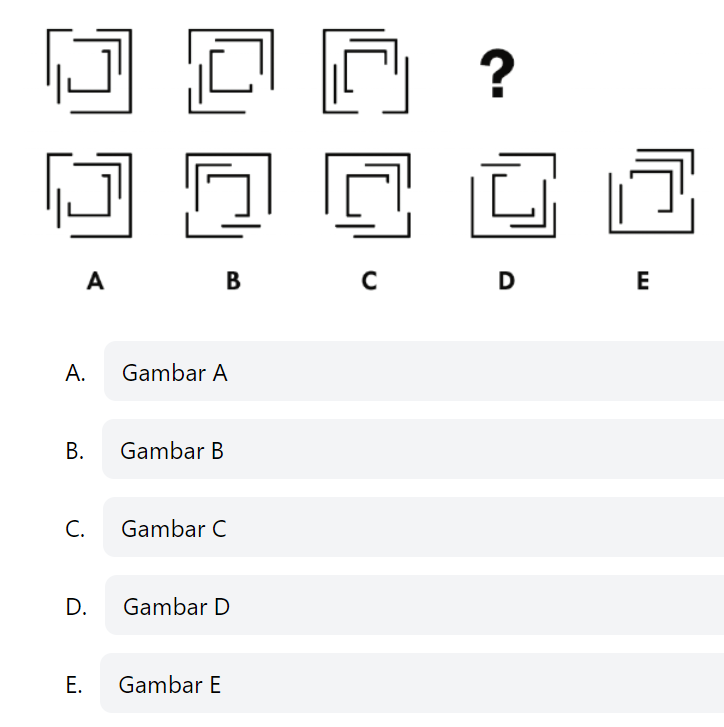 ?
A B C D E
A. Gambar A
B. Gambar B
C. Gambar C
D. Gambar D
E. Gambar E